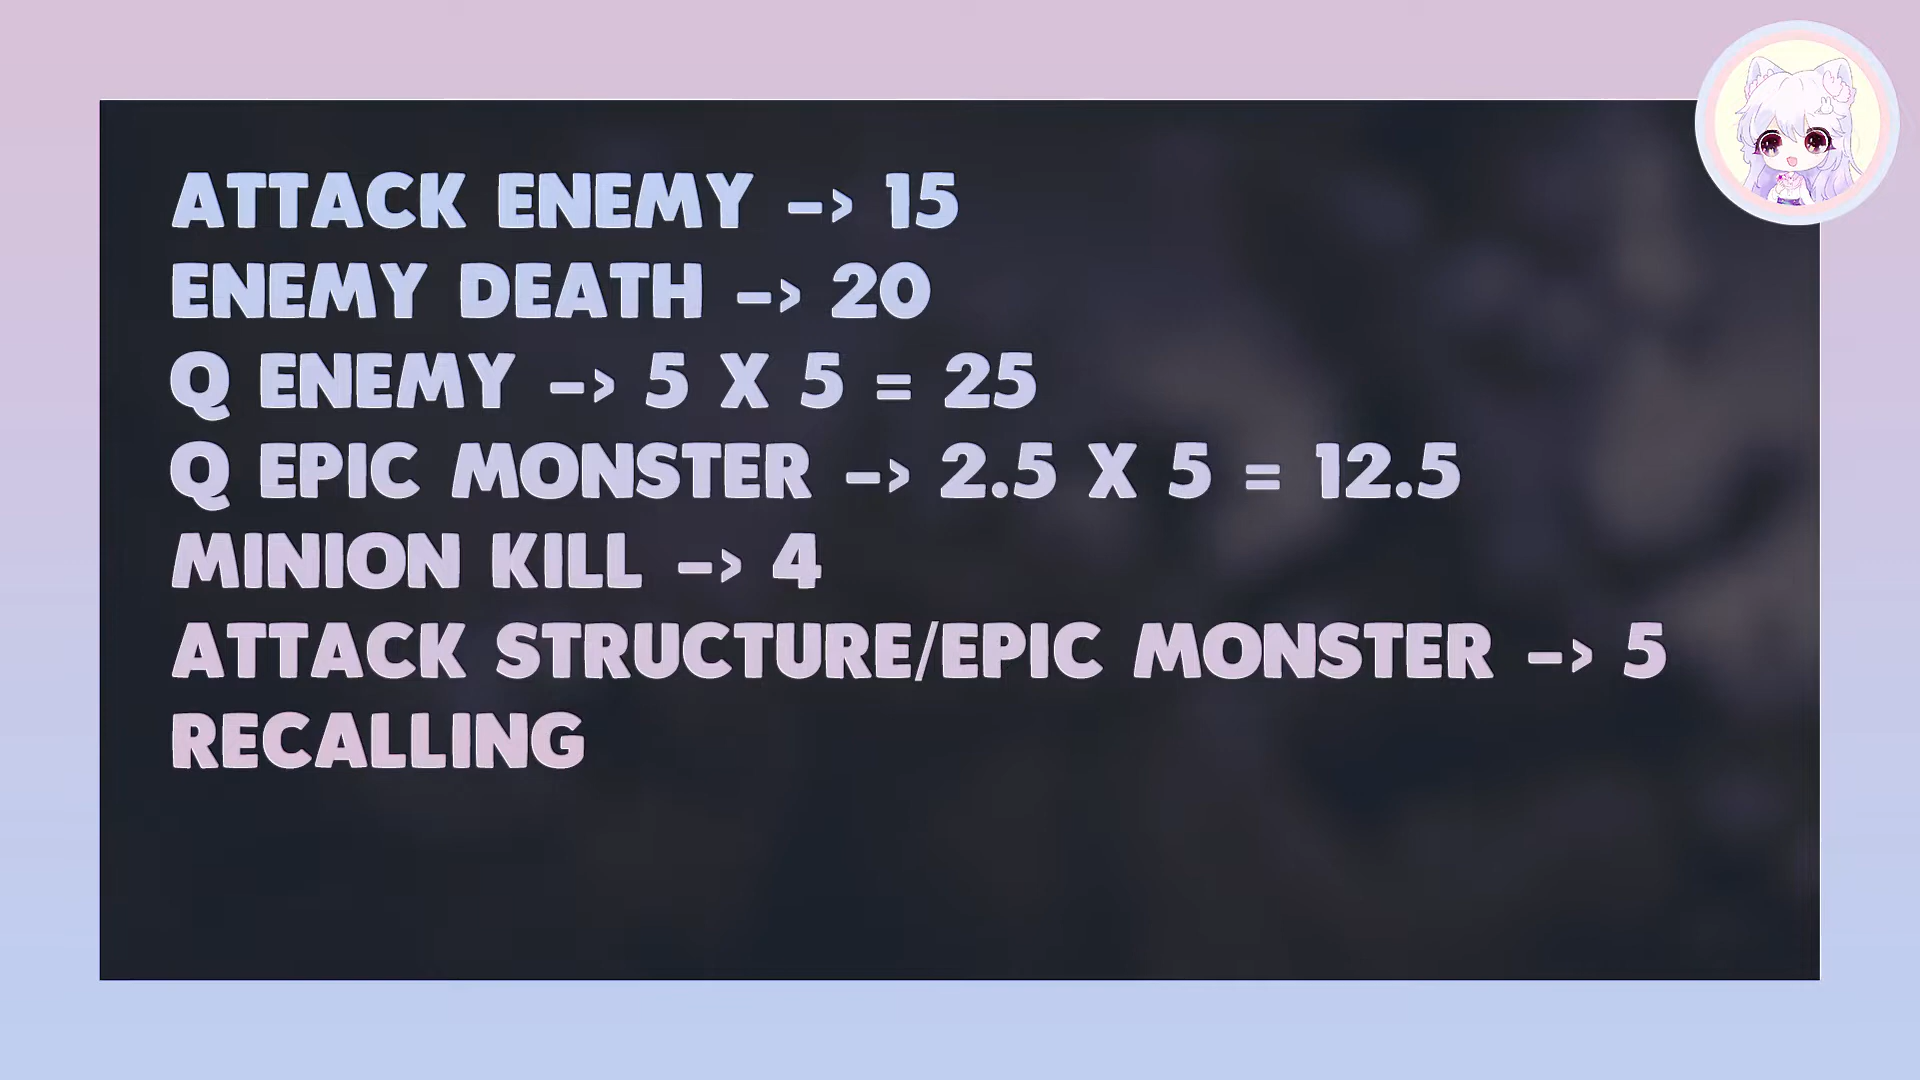 ATTACK ENEMY -> 15
ENEMY DEATH -> 20
Q ENEMY -> 5 X 5 = 25
Q EPIC MONSTER -> 2.5 X 5 = 12.5
MINION KILL -> 4
ATTACK STRUCTURE/EPIC MONSTER -> 5
RECALLING